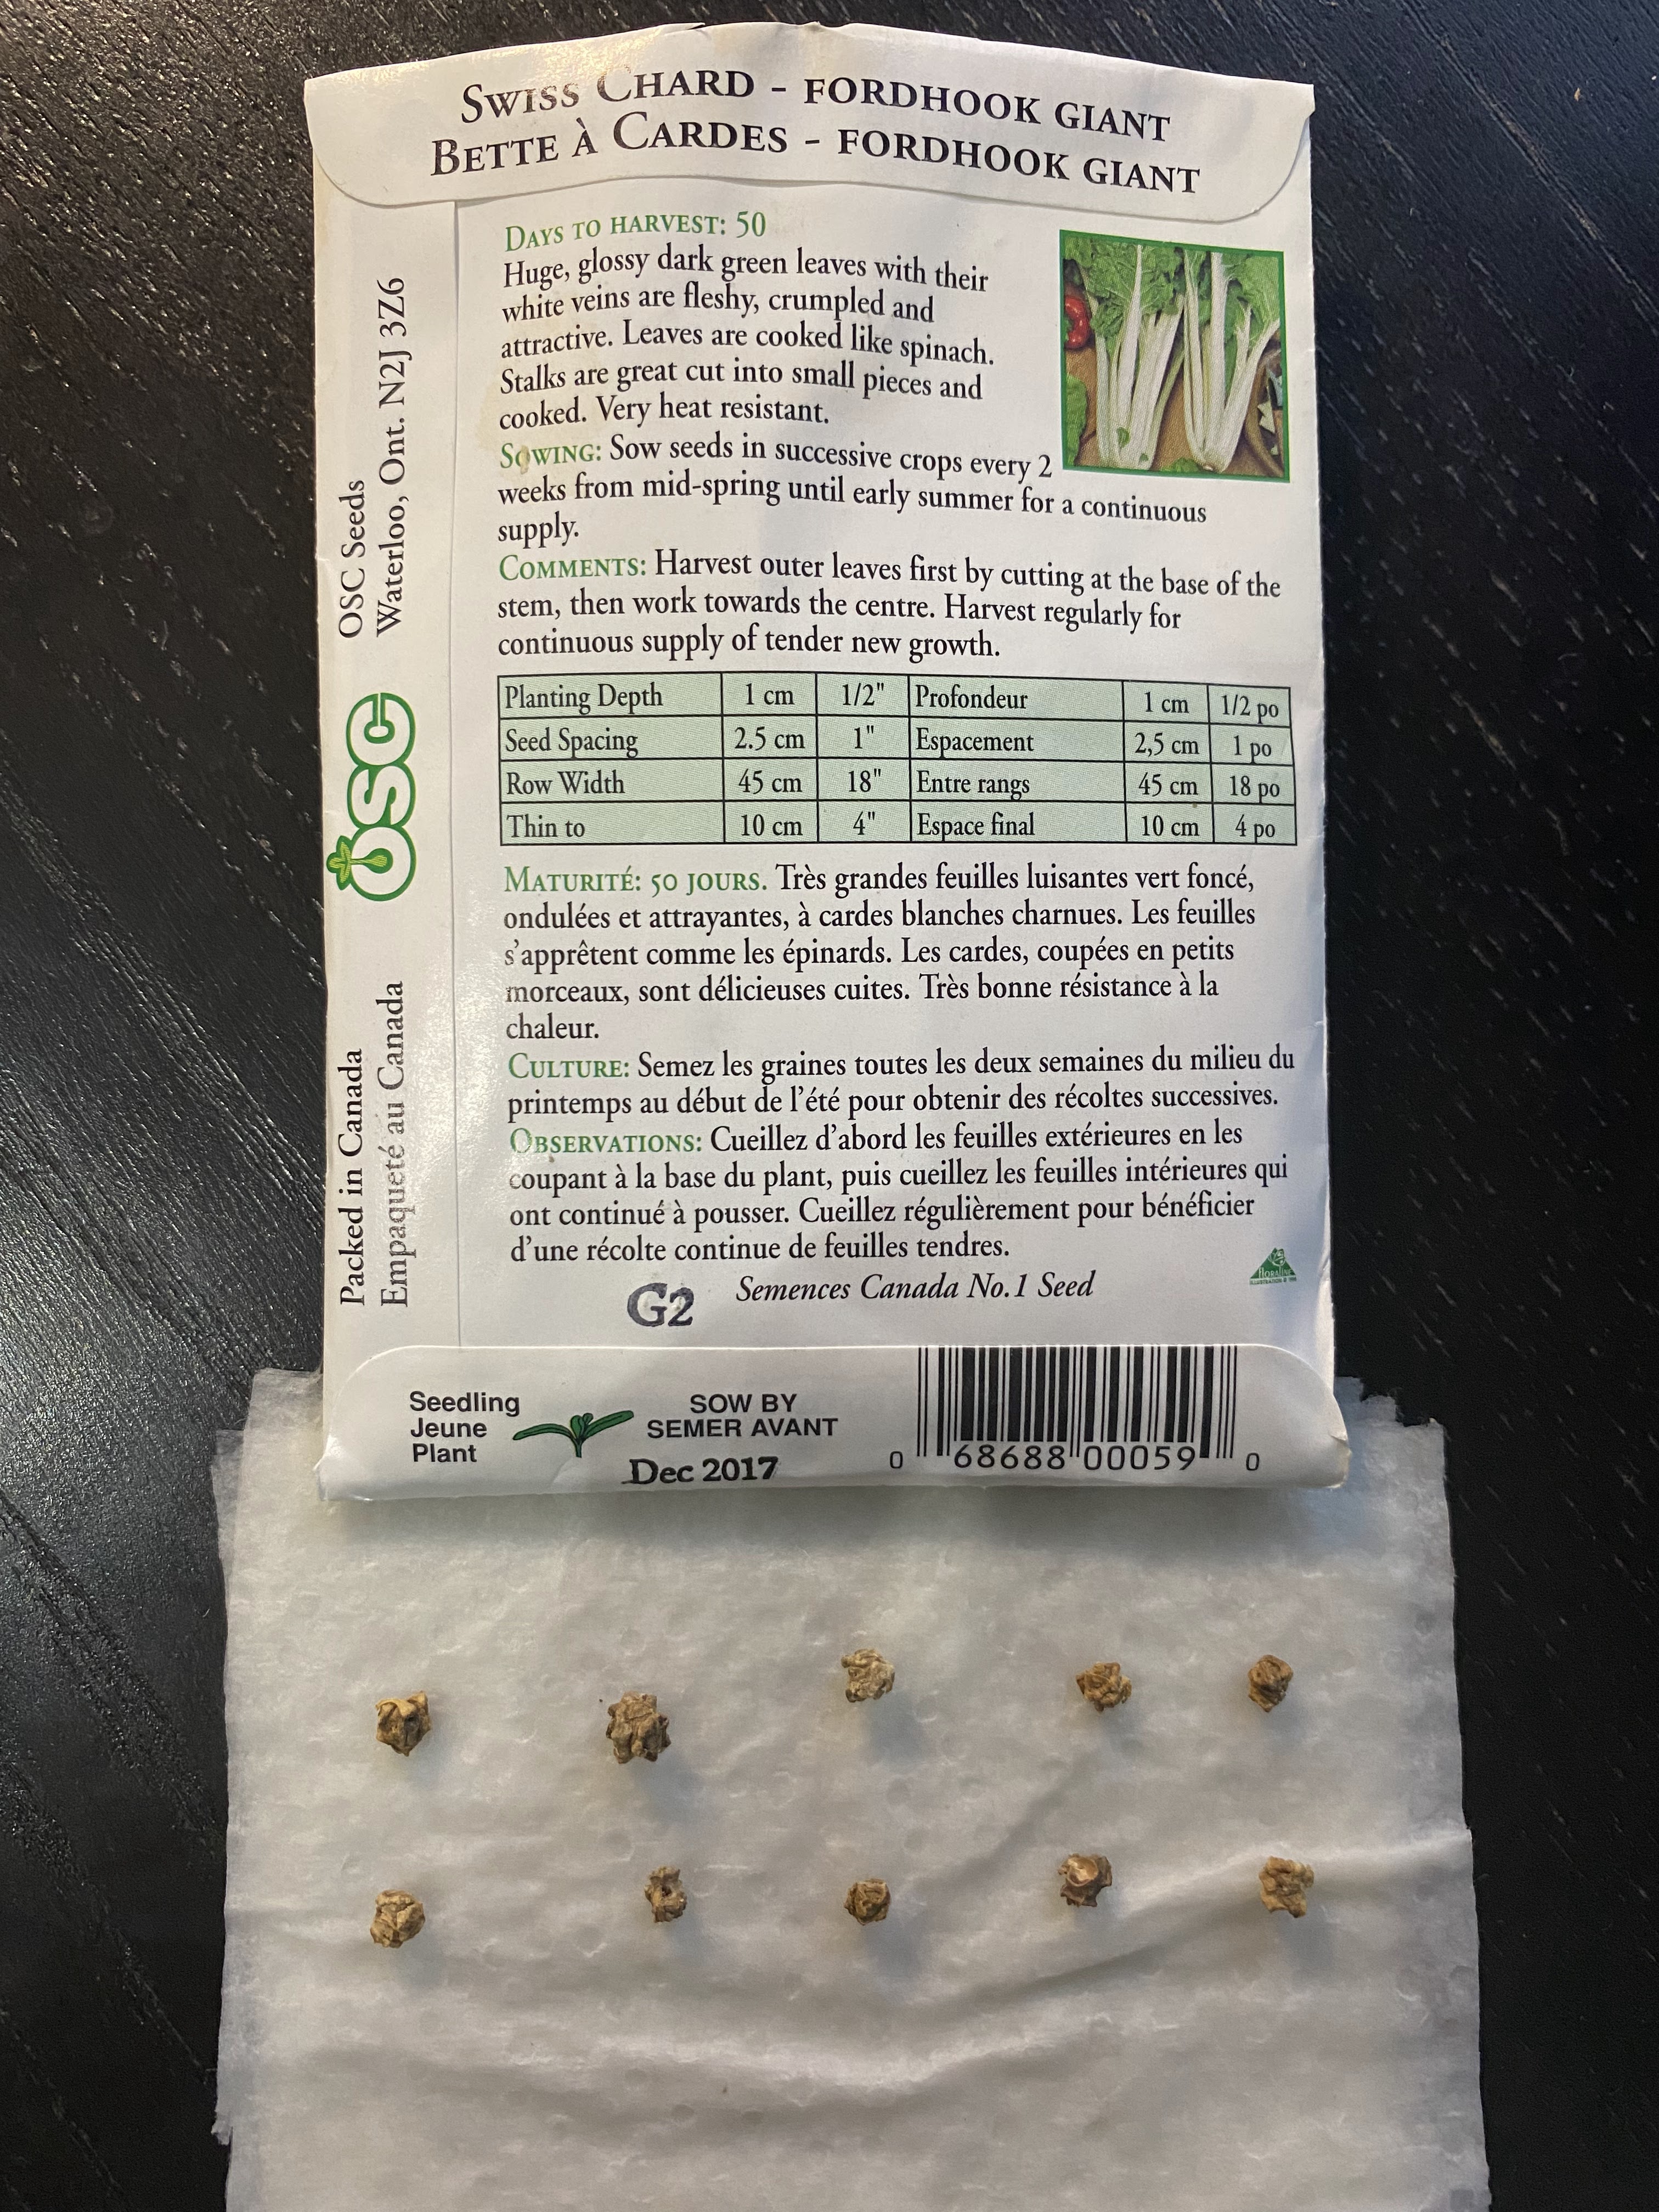 Swiss Chard - Fordhook Giant
Bette à Cardes - Fordhook Giant
Days to harvest: 50
Huge, glossy dark green leaves with their
white veins are fleshy, crumpled and
attractive. Leaves are cooked like spinach.
Stalks are great cut into small pieces and
cooked. Very heat resistant.
Sowing: Sow seeds in successive crops every 2
weeks from mid-spring until early summer for a continuous
supply.
Comments: Harvest outer leaves first by cutting at the base of the
stem, then work towards the centre. Harvest regularly for
continuous supply of tender new growth.
Planting Depth 1 cm 1/2" Profondeur 1 cm 1/2 po
Seed Spacing 2.5 cm 1" Espacement 2,5 cm 1 po
Row Width 45 cm 18" Entre rangs 45 cm 18 po
Thin to 10 cm 4" Espace final 10 cm 4 po
Maturité: 50 jours. Très grandes feuilles luisantes vert foncé,
ondulées et attrayantes, à cardes blanches charnues. Les feuilles
s'apprêtent comme les épinards. Les cardes, coupées en petits
morceaux, sont délicieuses cuites. Très bonne résistance à la
chaleur.
Culture: Semez les graines toutes les deux semaines du milieu du
printemps au début de l'été pour obtenir des récoltes successives.
Observations: Cueillez d'abord les feuilles extérieures en les
coupant à la base du plant, puis cueillez les feuilles intérieures qui
ont continué à pousser. Cueillez régulièrement pour bénéficier
d'une récolte continue de feuilles tendres.
G2 Semences Canada No.1 Seed
OSC Seeds
Waterloo, Ont. N2J 3Z6
OSC
Packed in Canada
Empaqueté au Canada
Seedling
Jeune
Plant
SOW BY
SEMER AVANT
Dec 2017
0 68688 00059 0